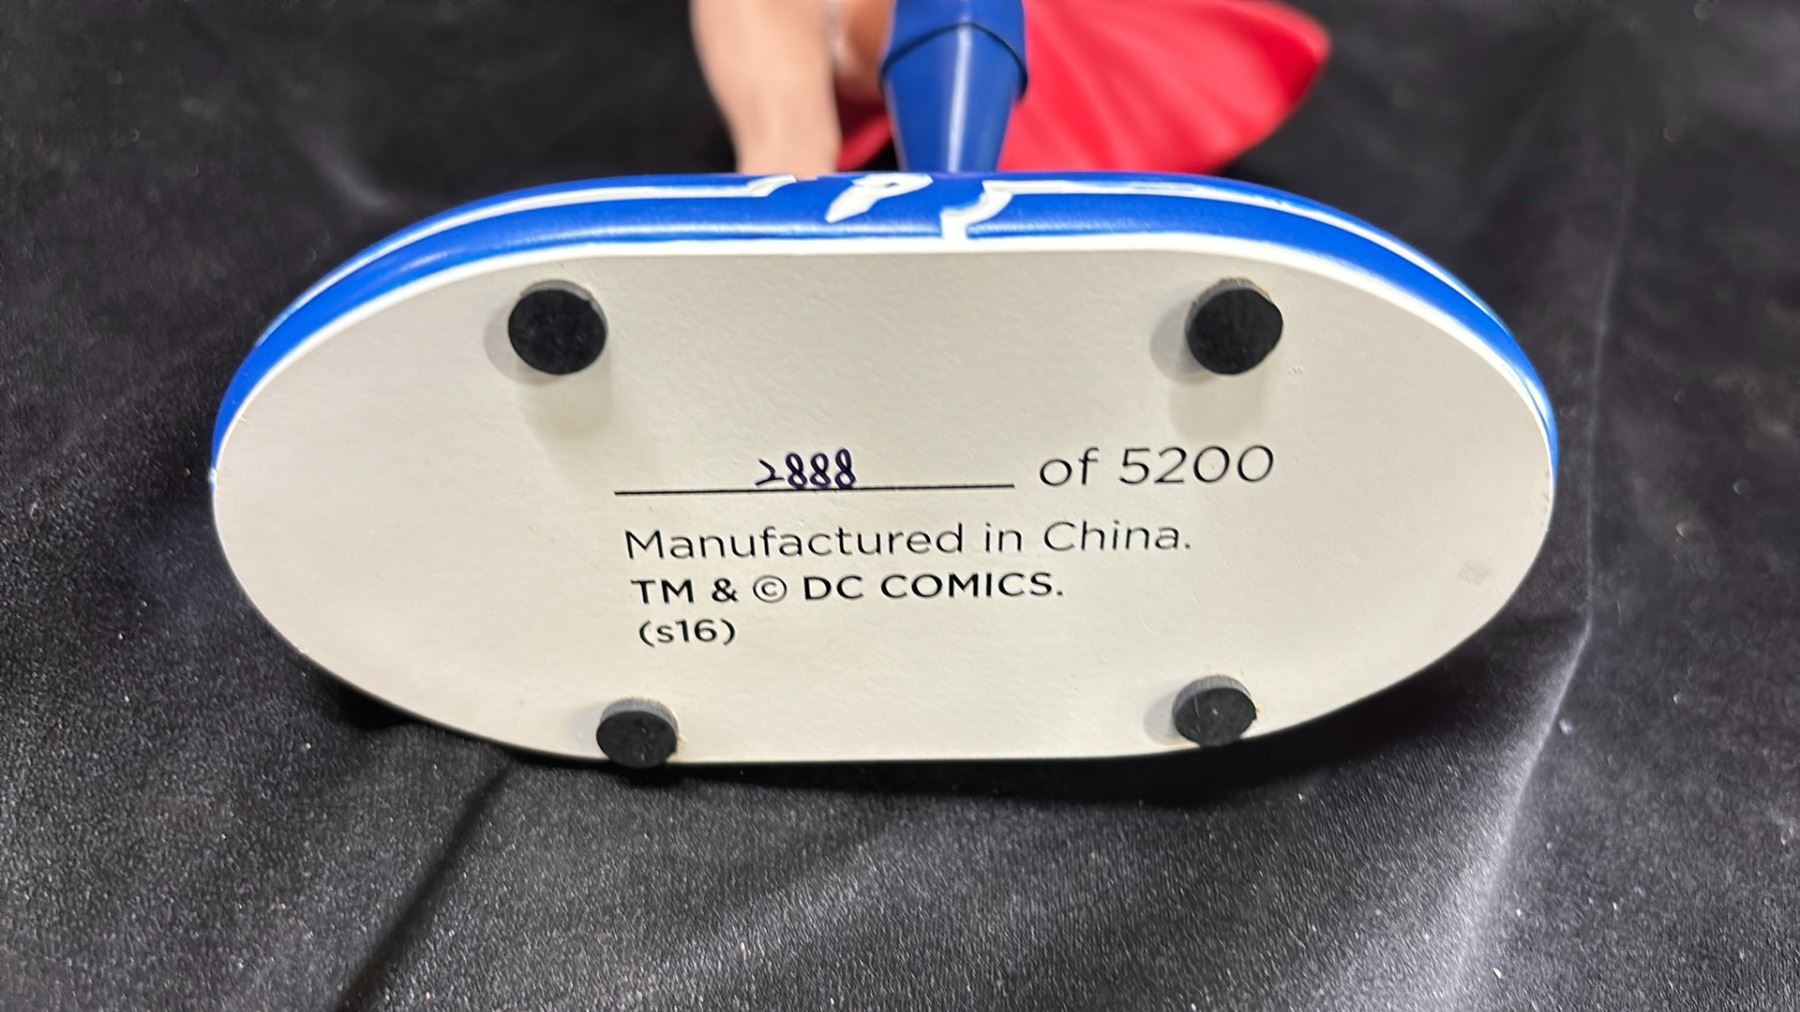 2888 of 5200
Manufactured in China.
TM & © DC COMICS.
(s16)